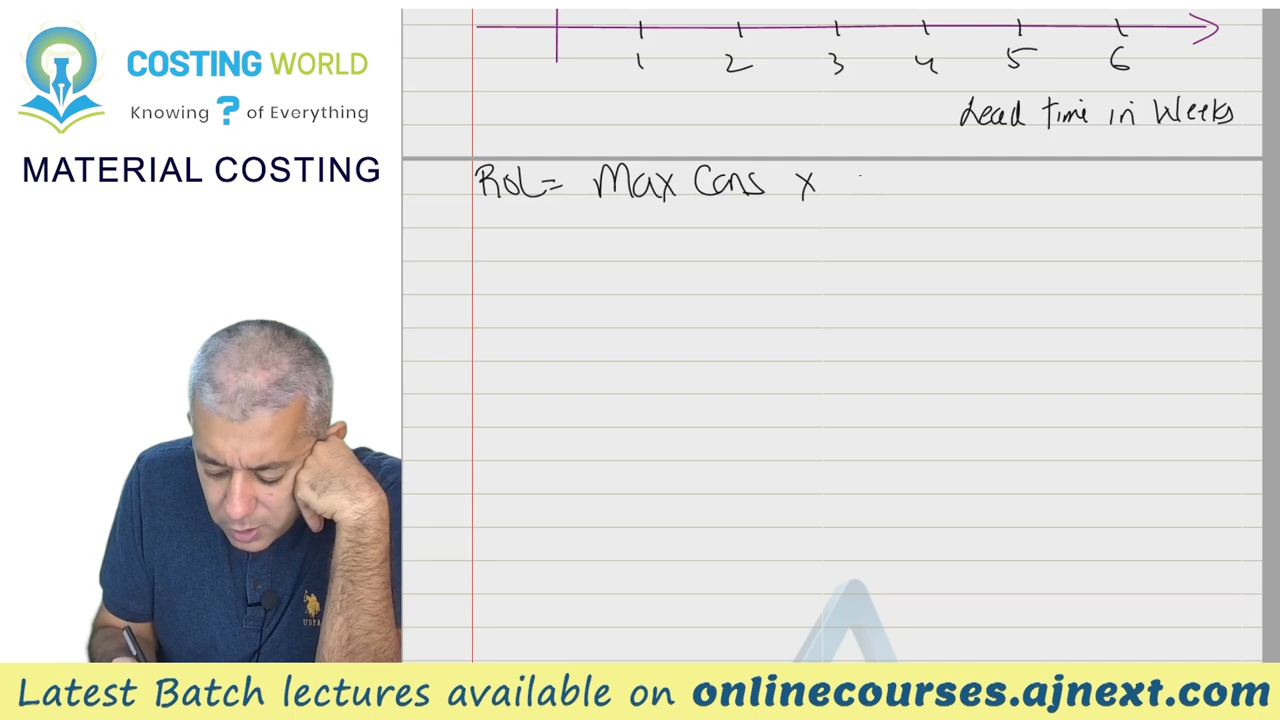 COSTING WORLD
Knowing ? of Everything
MATERIAL COSTING
1 2 3 4 5 6
Lead time in Weeks
ROL= Max Cons x
USPA
Latest Batch lectures available on onlinecourses.ajnext.com